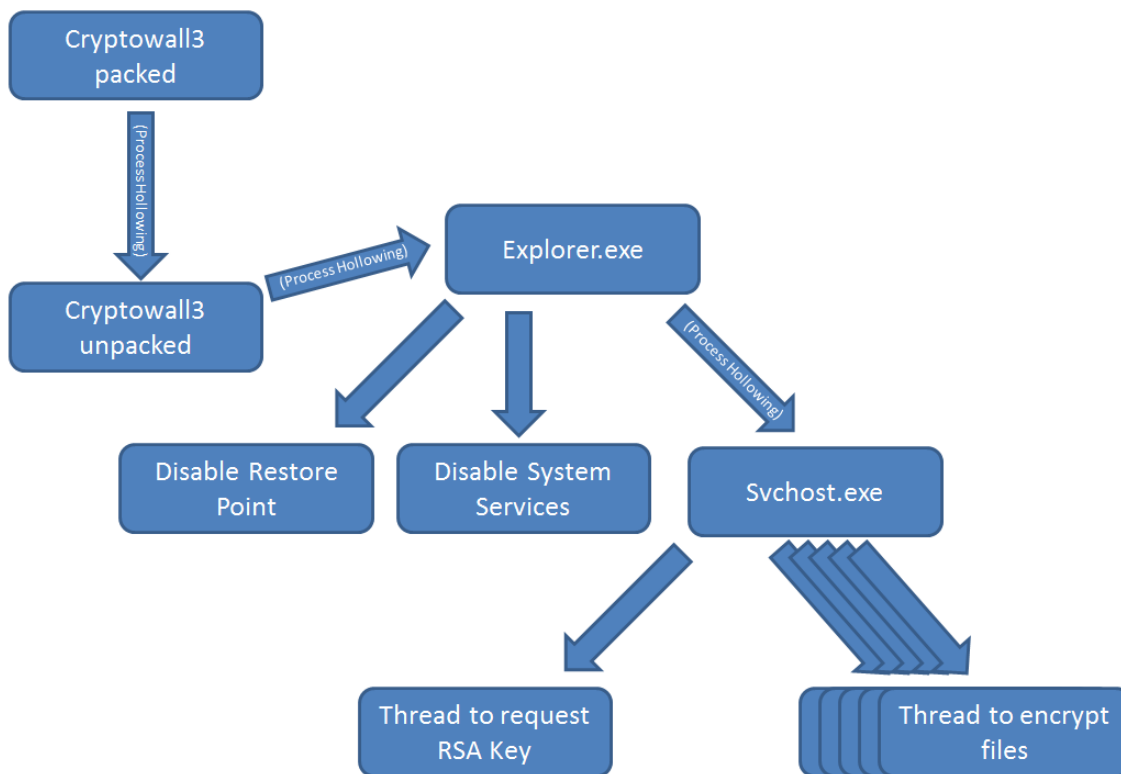 Cryptowall3
packed
(Process Hollowing)
Cryptowall3
unpacked
(Process Hollowing)
Explorer.exe
(Process Hollowing)
Disable Restore
Point
Disable System
Services
Svchost.exe
Thread to request
RSA Key
Thread to encrypt
files